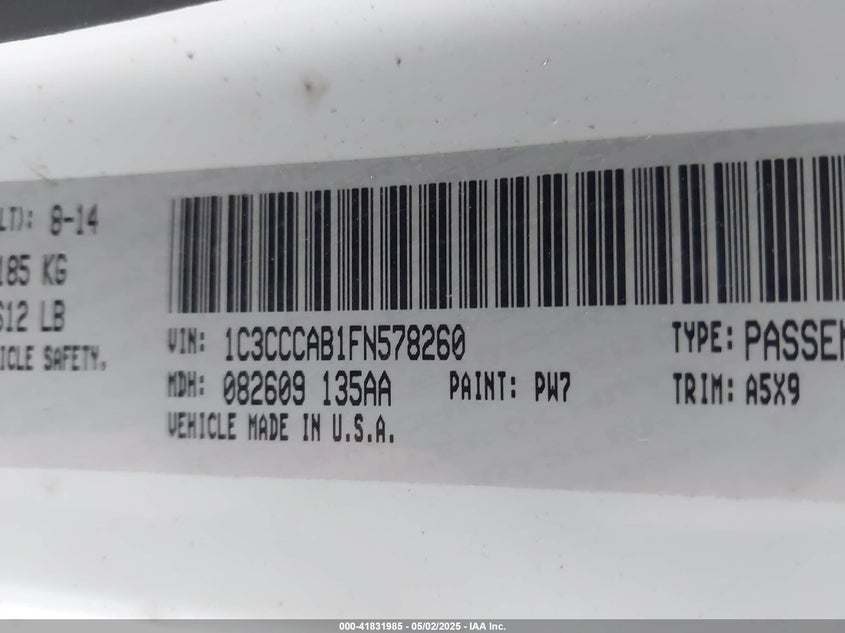 LT): 8-14
185 KG
612 LB
ICLE SAFETY.
VIN: 1C3CCCAB1FN578260
TYPE: PASSEN
MDH: 082609 135AA
PAINT: PW7
TRIM: A5X9
VEHICLE MADE IN U.S.A.
000-41831985 - 05/02/2025 - IAA Inc.